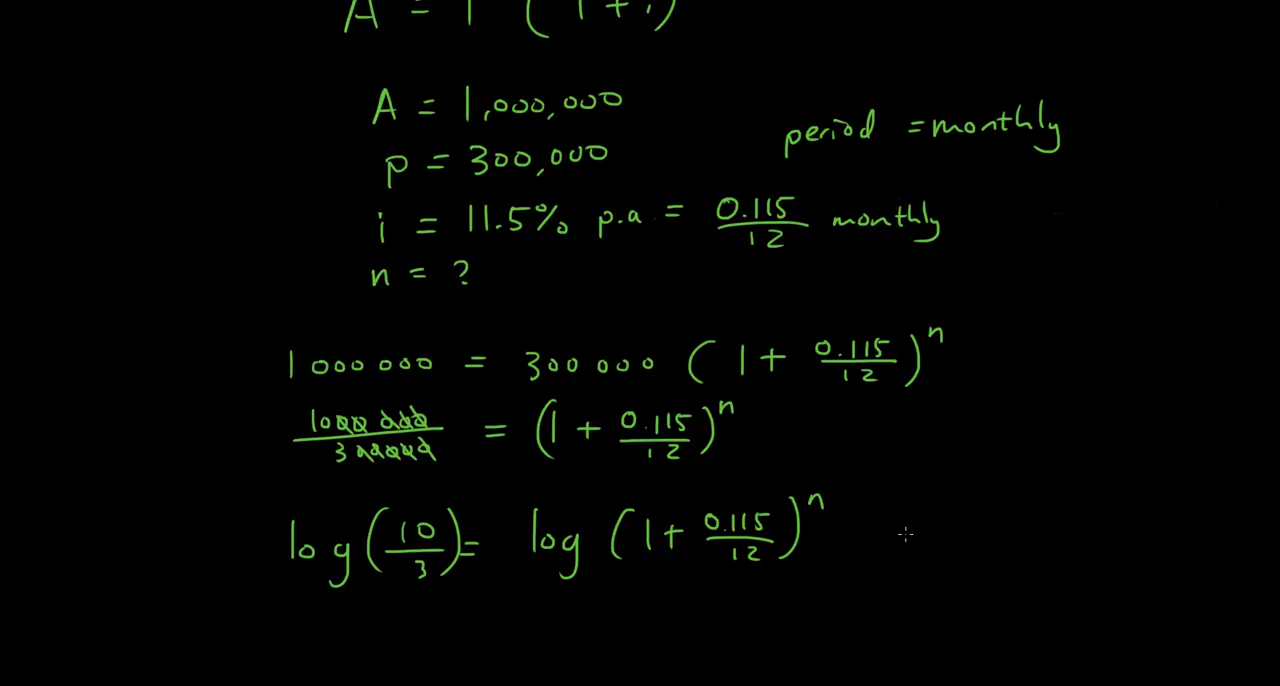 A = P (1 + i)
A = 1,000,000
period = monthly
p = 300,000
i = 11.5% p.a = 0.115/12 monthly
n = ?
1 000 000 = 300 000 (1 + 0.115/12)^n
1000 000/3 00000 = (1 + 0.115/12)^n
log(10/3) = log (1 + 0.115/12)^n